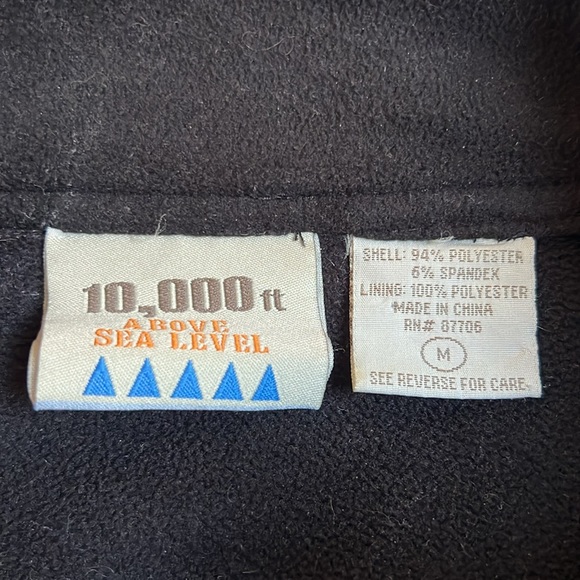 10,000 ft
ABOVE
SEA LEVEL
SHELL: 94% POLYESTER
6% SPANDEX
LINING: 100% POLYESTER
MADE IN CHINA
RN# 87706
M
SEE REVERSE FOR CARE